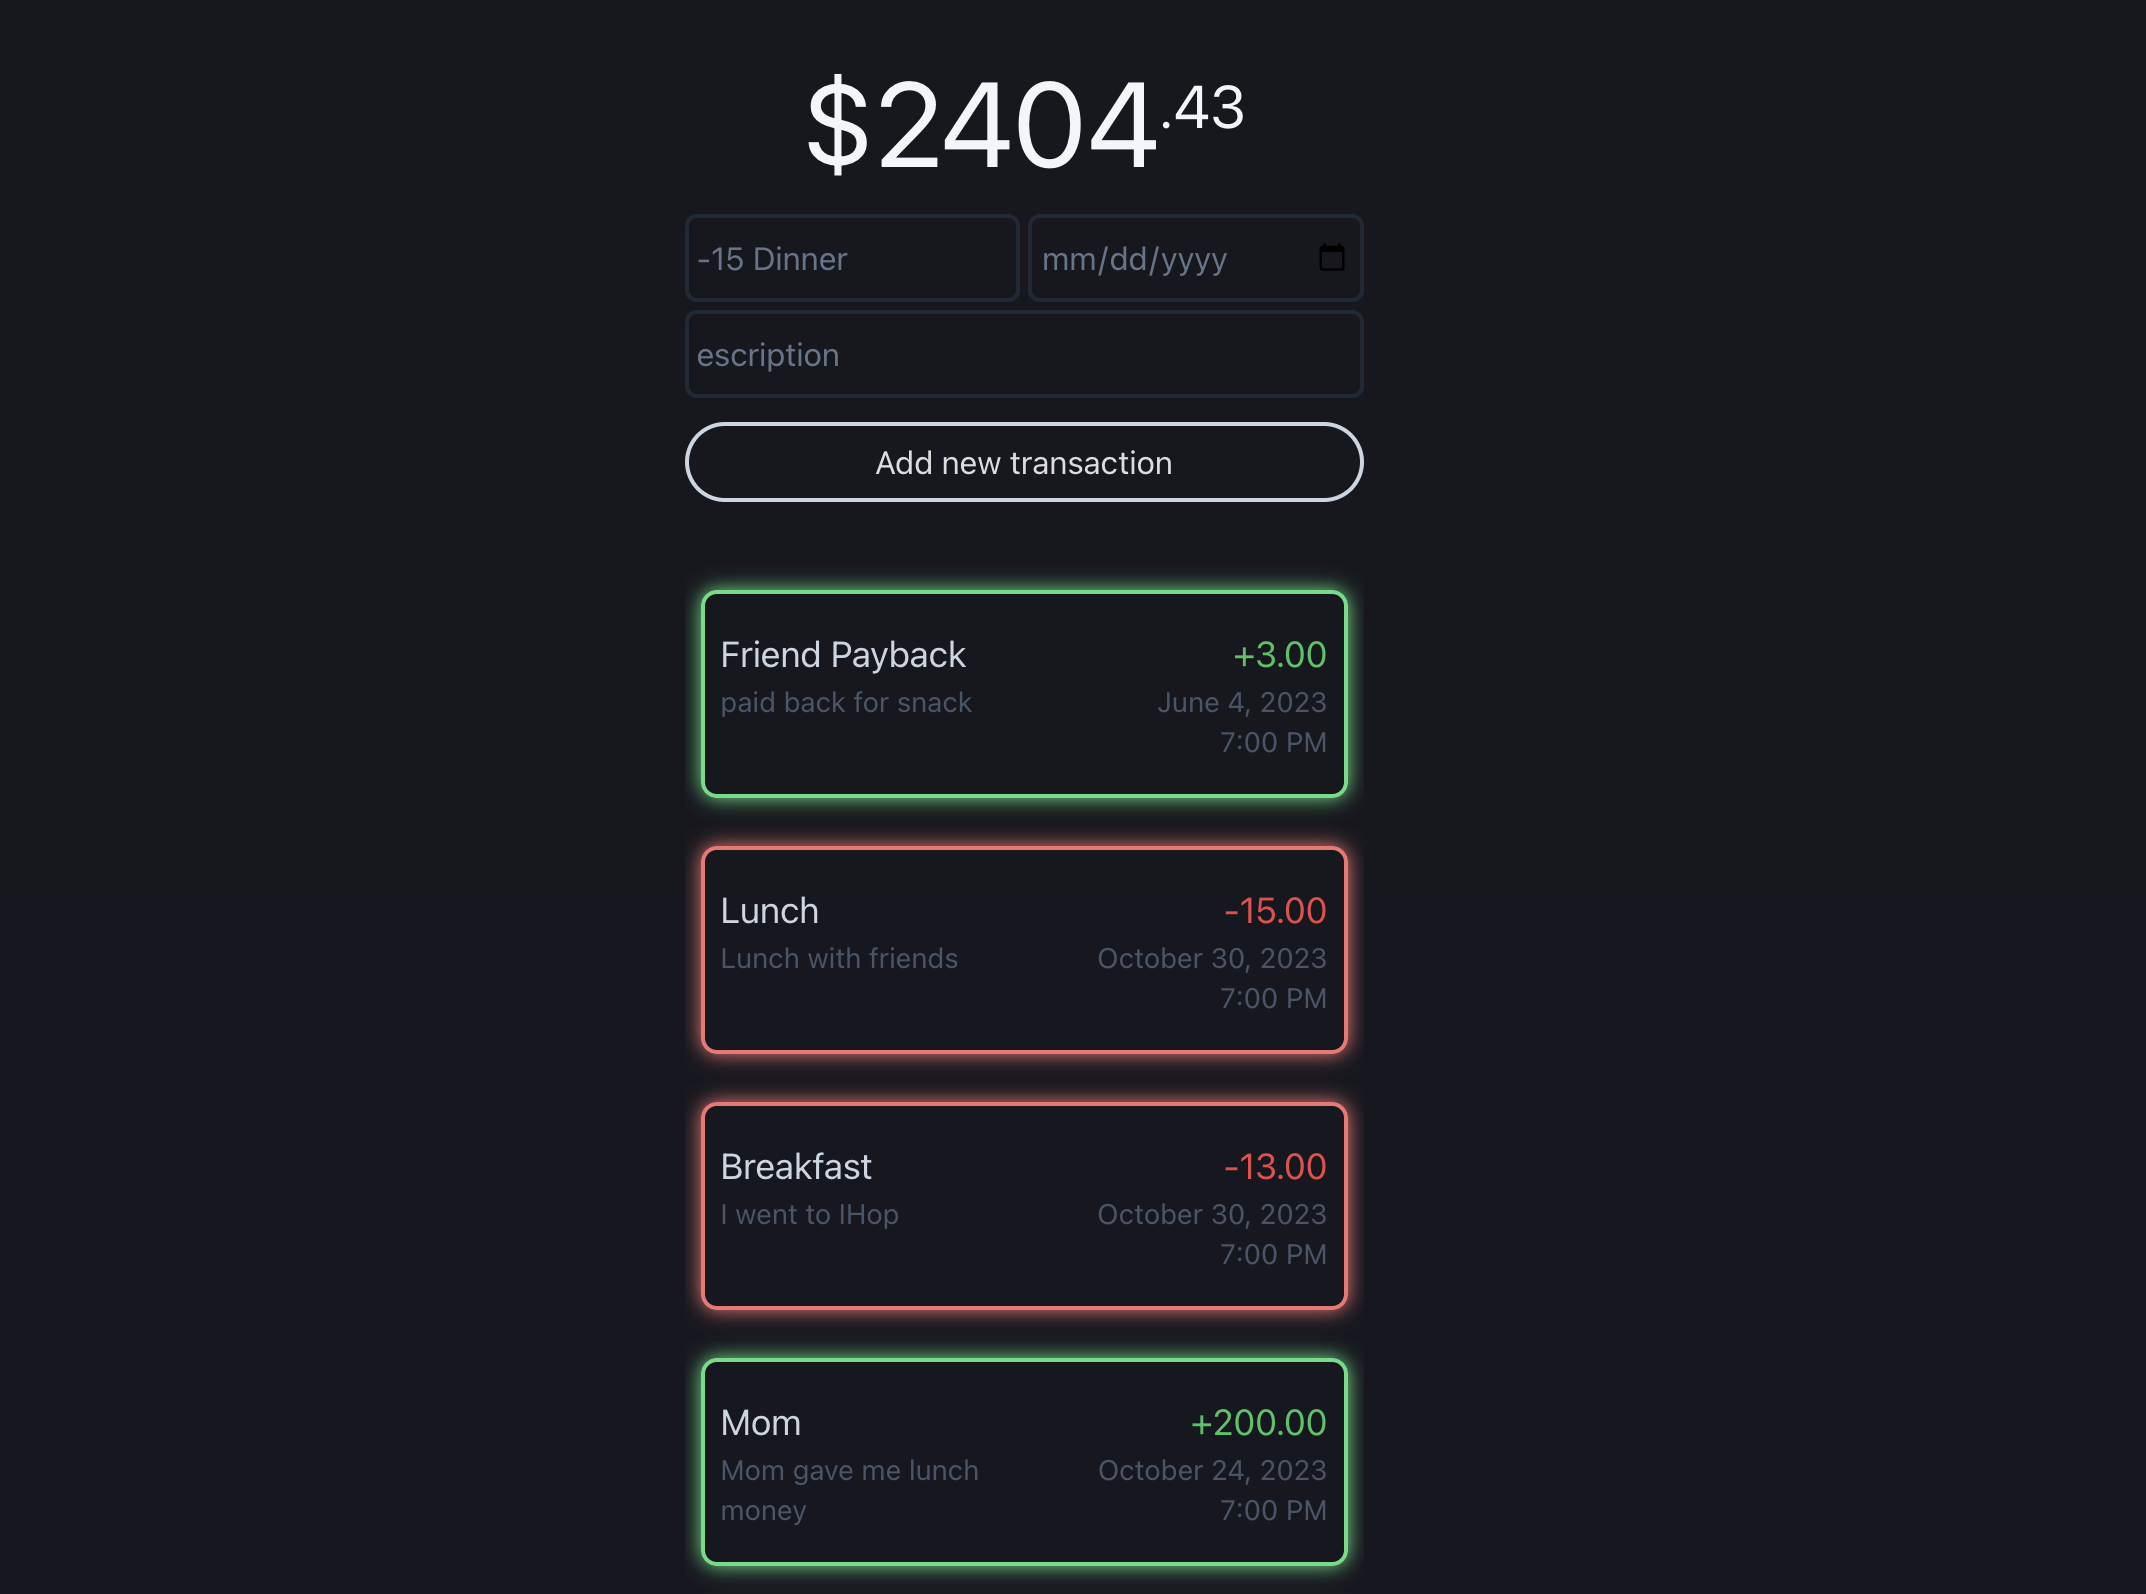 $2404.43
-15 Dinner
mm/dd/yyyy
escription
Add new transaction
Friend Payback +3.00
paid back for snack June 4, 2023
7:00 PM
Lunch -15.00
Lunch with friends October 30, 2023
7:00 PM
Breakfast -13.00
I went to IHop October 30, 2023
7:00 PM
Mom +200.00
Mom gave me lunch October 24, 2023
money 7:00 PM